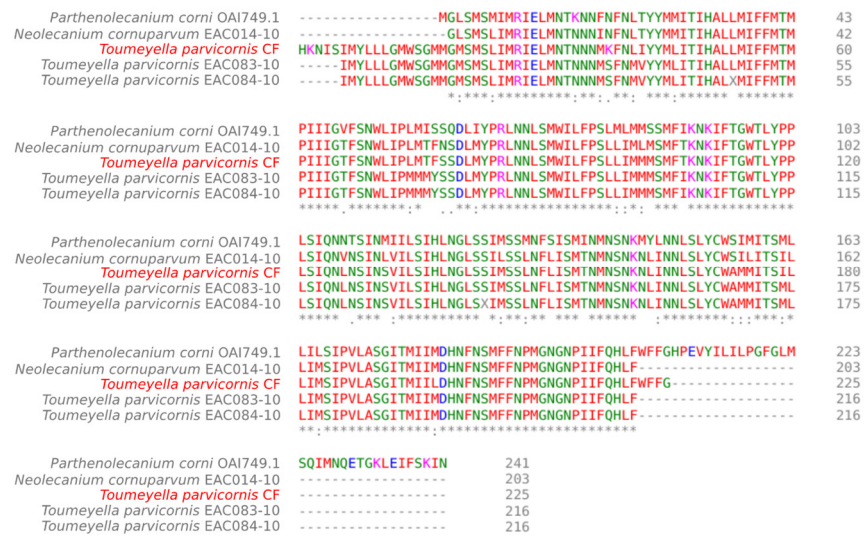 Parthenolecanium corni OAI749.1 -----------------MGLSMSMIMRIELMNTKNNFNFNLTYYMMITIHALLMIFFMTM 43
Neolecanium cornuparvum EAC014-10 ------------------GLSMSLIMRIELMNTNNNINFNLTYYMMITIHALLMIFFMTM 42
Toumeyella parvicornis CF HKNISIMYLLLGMWSGMMGMSMSLIMRIELMNTNNNMKFNLIYYMLITIHALLMIFFMTM 60
Toumeyella parvicornis EAC083-10 -----IMYLLLGMWSGMMGMSMSLIMRIELMNTNNNMSFNMVYYMLITIHALLMIFFMTM 55
Toumeyella parvicornis EAC084-10 -----IMYLLLGMWSGMMGMSMSLIMRIELMNTNNNMSFNMVYYMLITIHALXMIFFMTM 55
Parthenolecanium corni OAI749.1 PIIIGVFSNWLIPLMISSQDLIYPRLNNLSMWILFPSLMLMMSSMFIKNKIFTGWTLYPP 103
Neolecanium cornuparvum EAC014-10 PIIIGTFSNWLIPLMTFSNSDLMYPRLNNLSMWILFPSLLIMLMSMTFIKNKIFTGWTLYPP 102
Toumeyella parvicornis CF PIIIGTFSNWLIPLMTFSSDLMYPRLNNLSMWILFPSLLIMMMSMFTIKNKIFTGWTLYPP 120
Toumeyella parvicornis EAC083-10 PIIIGTFSNWLIPMMMYSSDLMYPRLNNLSMWILFPSLLIMMMSMFIKNKIFTGWTLYPP 115
Toumeyella parvicornis EAC084-10 PIIIGTFSNWLIPMMMYSSDLMYPRLNNLSMWILFPSLLIMMMSMFIKNKIFTGWTLYPP 115
Parthenolecanium corni OAI749.1 LSIQNNTSINMIILSIHLNGLSSIMSSMNFSISMINMNSNKMYLNNLSLYCWSIMITSML 163
Neolecanium cornuparvum EAC014-10 LSIQNVNSINLVILSIHLNGLSSILSSLNFLISMTNMNSNKNLINNLSLYCWSILITSIL 162
Toumeyella parvicornis CF LSIQNLNSINSVILSIHLNGLSSIMSSLNFLISMTNMNSNKNLINNLSLYCWAMMITSIL 180
Toumeyella parvicornis EAC083-10 LSIQNLNSINSVILSIHLNGLSSIMSSLNFLISMTNMNSNKNLINNLSLYCWAMMITSML 175
Toumeyella parvicornis EAC084-10 LSIQNLNSINSVILSIHLNGLSXIMSSLNFLISMTNMNSNKNLINNLSLYCWAMMITSML 175
Parthenolecanium corni OAI749.1 LILSIPVLASGITMIIMDHNFNSMFFNPMGNGNPIIFQHLFWFFGHPEVYILILPGFGLM 223
Neolecanium cornuparvum EAC014-10 LIMSIPVLASGITMIIMDHNFNSMFFNPMGNGNPIIFQHLF------------------- 203
Toumeyella parvicornis CF LIMSIPVLASGITMIILDHNFNSMFFNPMGNGNPIIFQHLFWFFG--------------- 225
Toumeyella parvicornis EAC083-10 LIMSIPVLASGITMIIMDHNFNSMFFNPMGNGNPIIFQHLF------------------- 216
Toumeyella parvicornis EAC084-10 LIMSIPVLASGITMIIMDHNFNSMFFNPMGNGNPIIFQHLF------------------- 216
**:*************:************************
Parthenolecanium corni OAI749.1 SQIMNQETGKLEIFSKIN 241
Neolecanium cornuparvum EAC014-10 ------------------ 203
Toumeyella parvicornis CF ------------------ 225
Toumeyella parvicornis EAC083-10 ------------------ 216
Toumeyella parvicornis EAC084-10 ------------------ 216